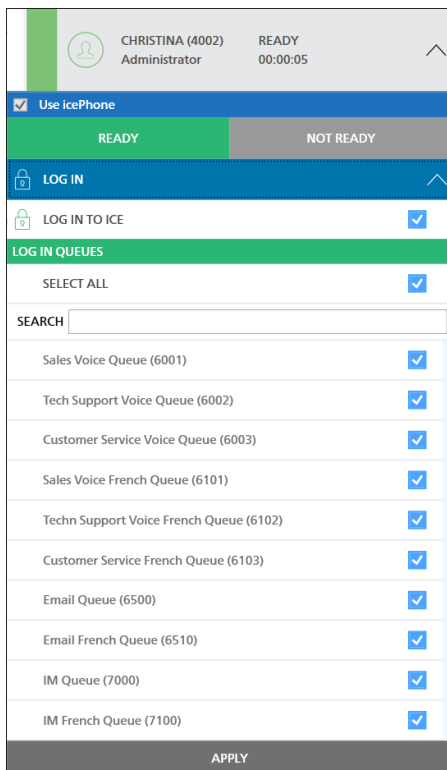 CHRISTINA (4002) READY
Administrator 00:00:05
Use icePhone
READY NOT READY
LOG IN
LOG IN TO ICE
LOG IN QUEUES
SELECT ALL
SEARCH
Sales Voice Queue (6001)
Tech Support Voice Queue (6002)
Customer Service Voice Queue (6003)
Sales Voice French Queue (6101)
Techn Support Voice French Queue (6102)
Customer Service French Queue (6103)
Email Queue (6500)
Email French Queue (6510)
IM Queue (7000)
IM French Queue (7100)
APPLY